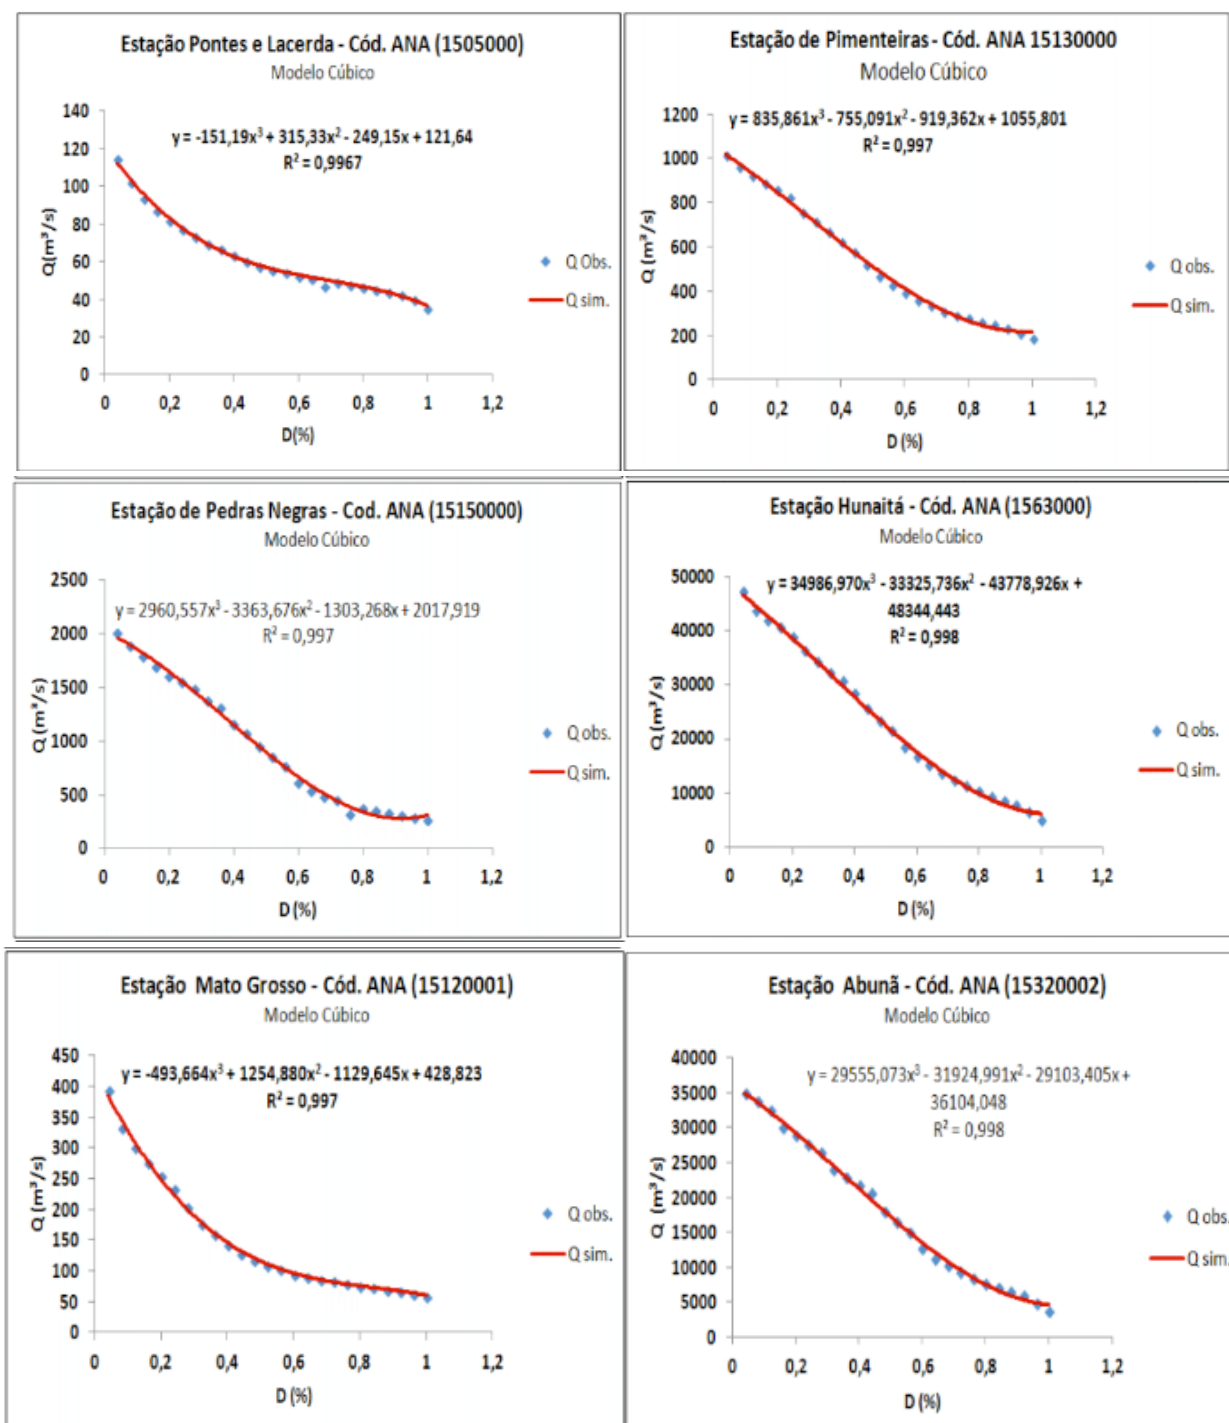 Estação Pontes e Lacerda - Cód. ANA (1505000)
Modelo Cúbico
y = -151,19x³ + 315,33x² - 249,15x + 121,64
R² = 0,9967
140
120
100
80
60
40
20
0
Q(m³/s)
0 0,2 0,4 0,6 0,8 1 1,2
D(%)
Q Obs.
Q sim.
Estação de Pimenteiras - Cód. ANA 15130000
Modelo Cúbico
y = 835,861x³ - 755,091x² - 919,362x + 1055,801
R² = 0,997
1200
1000
800
600
400
200
0
Q (m³/s)
0 0,2 0,4 0,6 0,8 1 1,2
D (%)
Q obs.
Q sim.
Estação de Pedras Negras - Cod. ANA (15150000)
Modelo Cúbico
y = 2960,557x³ - 3363,676x² - 1303,268x + 2017,919
R² = 0,997
2500
2000
1500
1000
500
0
Q (m³/s)
0 0,2 0,4 0,6 0,8 1 1,2
D (%)
Q obs.
Q sim.
Estação Hunaitá - Cód. ANA (1563000)
Modelo Cúbico
y = 34986,970x³ - 33325,736x² - 43778,926x +
48344,443
R² = 0,998
50000
40000
30000
20000
10000
0
Q (m³/s)
0 0,2 0,4 0,6 0,8 1 1,2
D (%)
Q obs.
Q sim.
Estação Mato Grosso - Cód. ANA (15120001)
Modelo Cúbico
y = -493,664x³ + 1254,880x² - 1129,645x + 428,823
R² = 0,997
450
400
350
300
250
200
150
100
50
0
Q (m³/s)
0 0,2 0,4 0,6 0,8 1 1,2
D (%)
Q obs.
Q sim.
Estação Abunã - Cód. ANA (15320002)
Modelo Cúbico
y = 29555,073x³ - 31924,991x² - 29103,405x +
36104,048
R² = 0,998
40000
35000
30000
25000
20000
15000
10000
5000
0
Q (m³/s)
0 0,2 0,4 0,6 0,8 1 1,2
D (%)
Q obs.
Q sim.